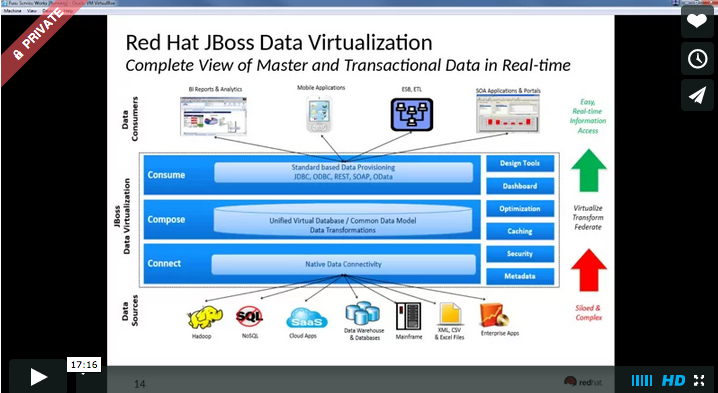 PRIVATE
Red Hat JBoss Data Virtualization
Complete View of Master and Transactional Data in Real-time
Data
Consumers
BI Reports & Analytics
Mobile Applications
ESB, ETL
SOA Applications & Portals
Easy,
Real-time
Information
Access
JBoss
Data Virtualization
Consume
Standard based Data Provisioning
JDBC, ODBC, REST, SOAP, OData
Design Tools
Dashboard
Compose
Unified Virtual Database / Common Data Model
Data Transformations
Optimization
Caching
Virtualize
Transform
Federate
Connect
Native Data Connectivity
Security
Metadata
Data
Sources
SQL
SaaS
Hadoop
NoSQL
Cloud Apps
Data Warehouse
& Databases
Mainframe
XML, CSV
& Excel Files
Enterprise Apps
Siloed &
Complex
17:16
14
redhat.
HD